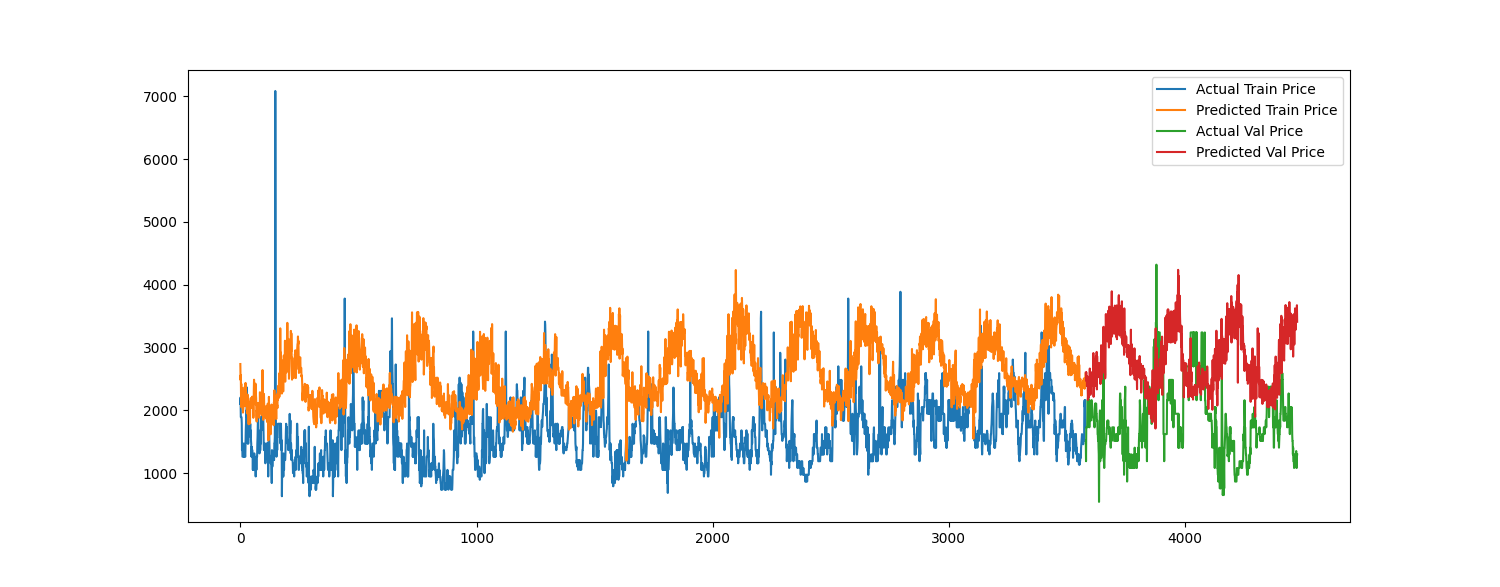 7000
6000
5000
4000
3000
2000
1000
0 1000 2000 3000 4000
Actual Train Price
Predicted Train Price
Actual Val Price
Predicted Val Price